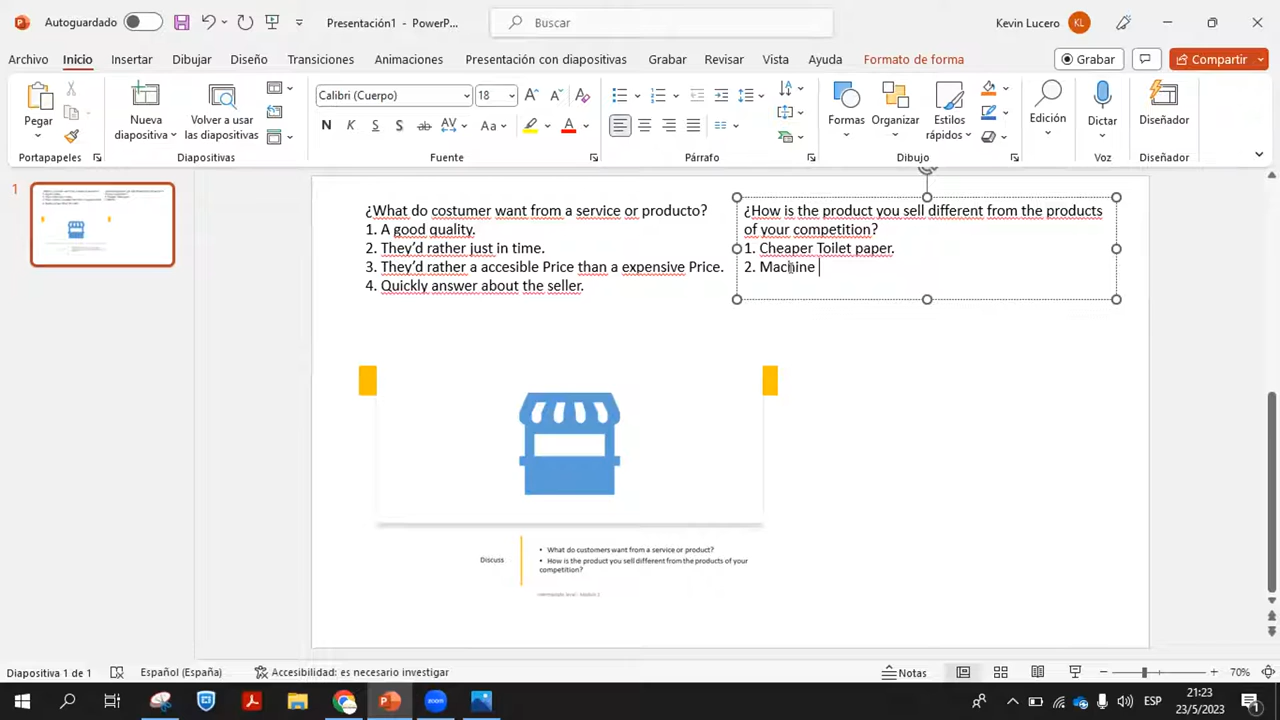 Autoguardado
Presentación1 - PowerP...
Buscar
Kevin Lucero
KL
Archivo
Inicio
Insertar
Dibujar
Diseño
Transiciones
Animaciones
Presentación con diapositivas
Grabar
Revisar
Vista
Ayuda
Formato de forma
Grabar
Compartir
Pegar
Nueva diapositiva
Volver a usar las diapositivas
Calibri (Cuerpo)
18
N K S S ab AV Aa A
Formas
Organizar
Estilos rápidos
Edición
Dictar
Diseñador
Portapapeles
Diapositivas
Fuente
Párrafo
Dibujo
Voz
Diseñador
1
¿What do costumer want from a service or producto?
1. A good quality.
2. They'd rather just in time.
3. They'd rather a accesible Price than a expensive Price.
4. Quickly answer about the seller.
¿How is the product you sell different from the products
of your competition?
1. Cheaper Toilet paper.
2. Machine
Discuss
• What do customers want from a service or product?
• How is the product you sell different from the products of your
competition?
Diapositiva 1 de 1
Español (España)
Accesibilidad: es necesario investigar
Notas
70%
zoom
ESP
21:23
23/5/2023
1